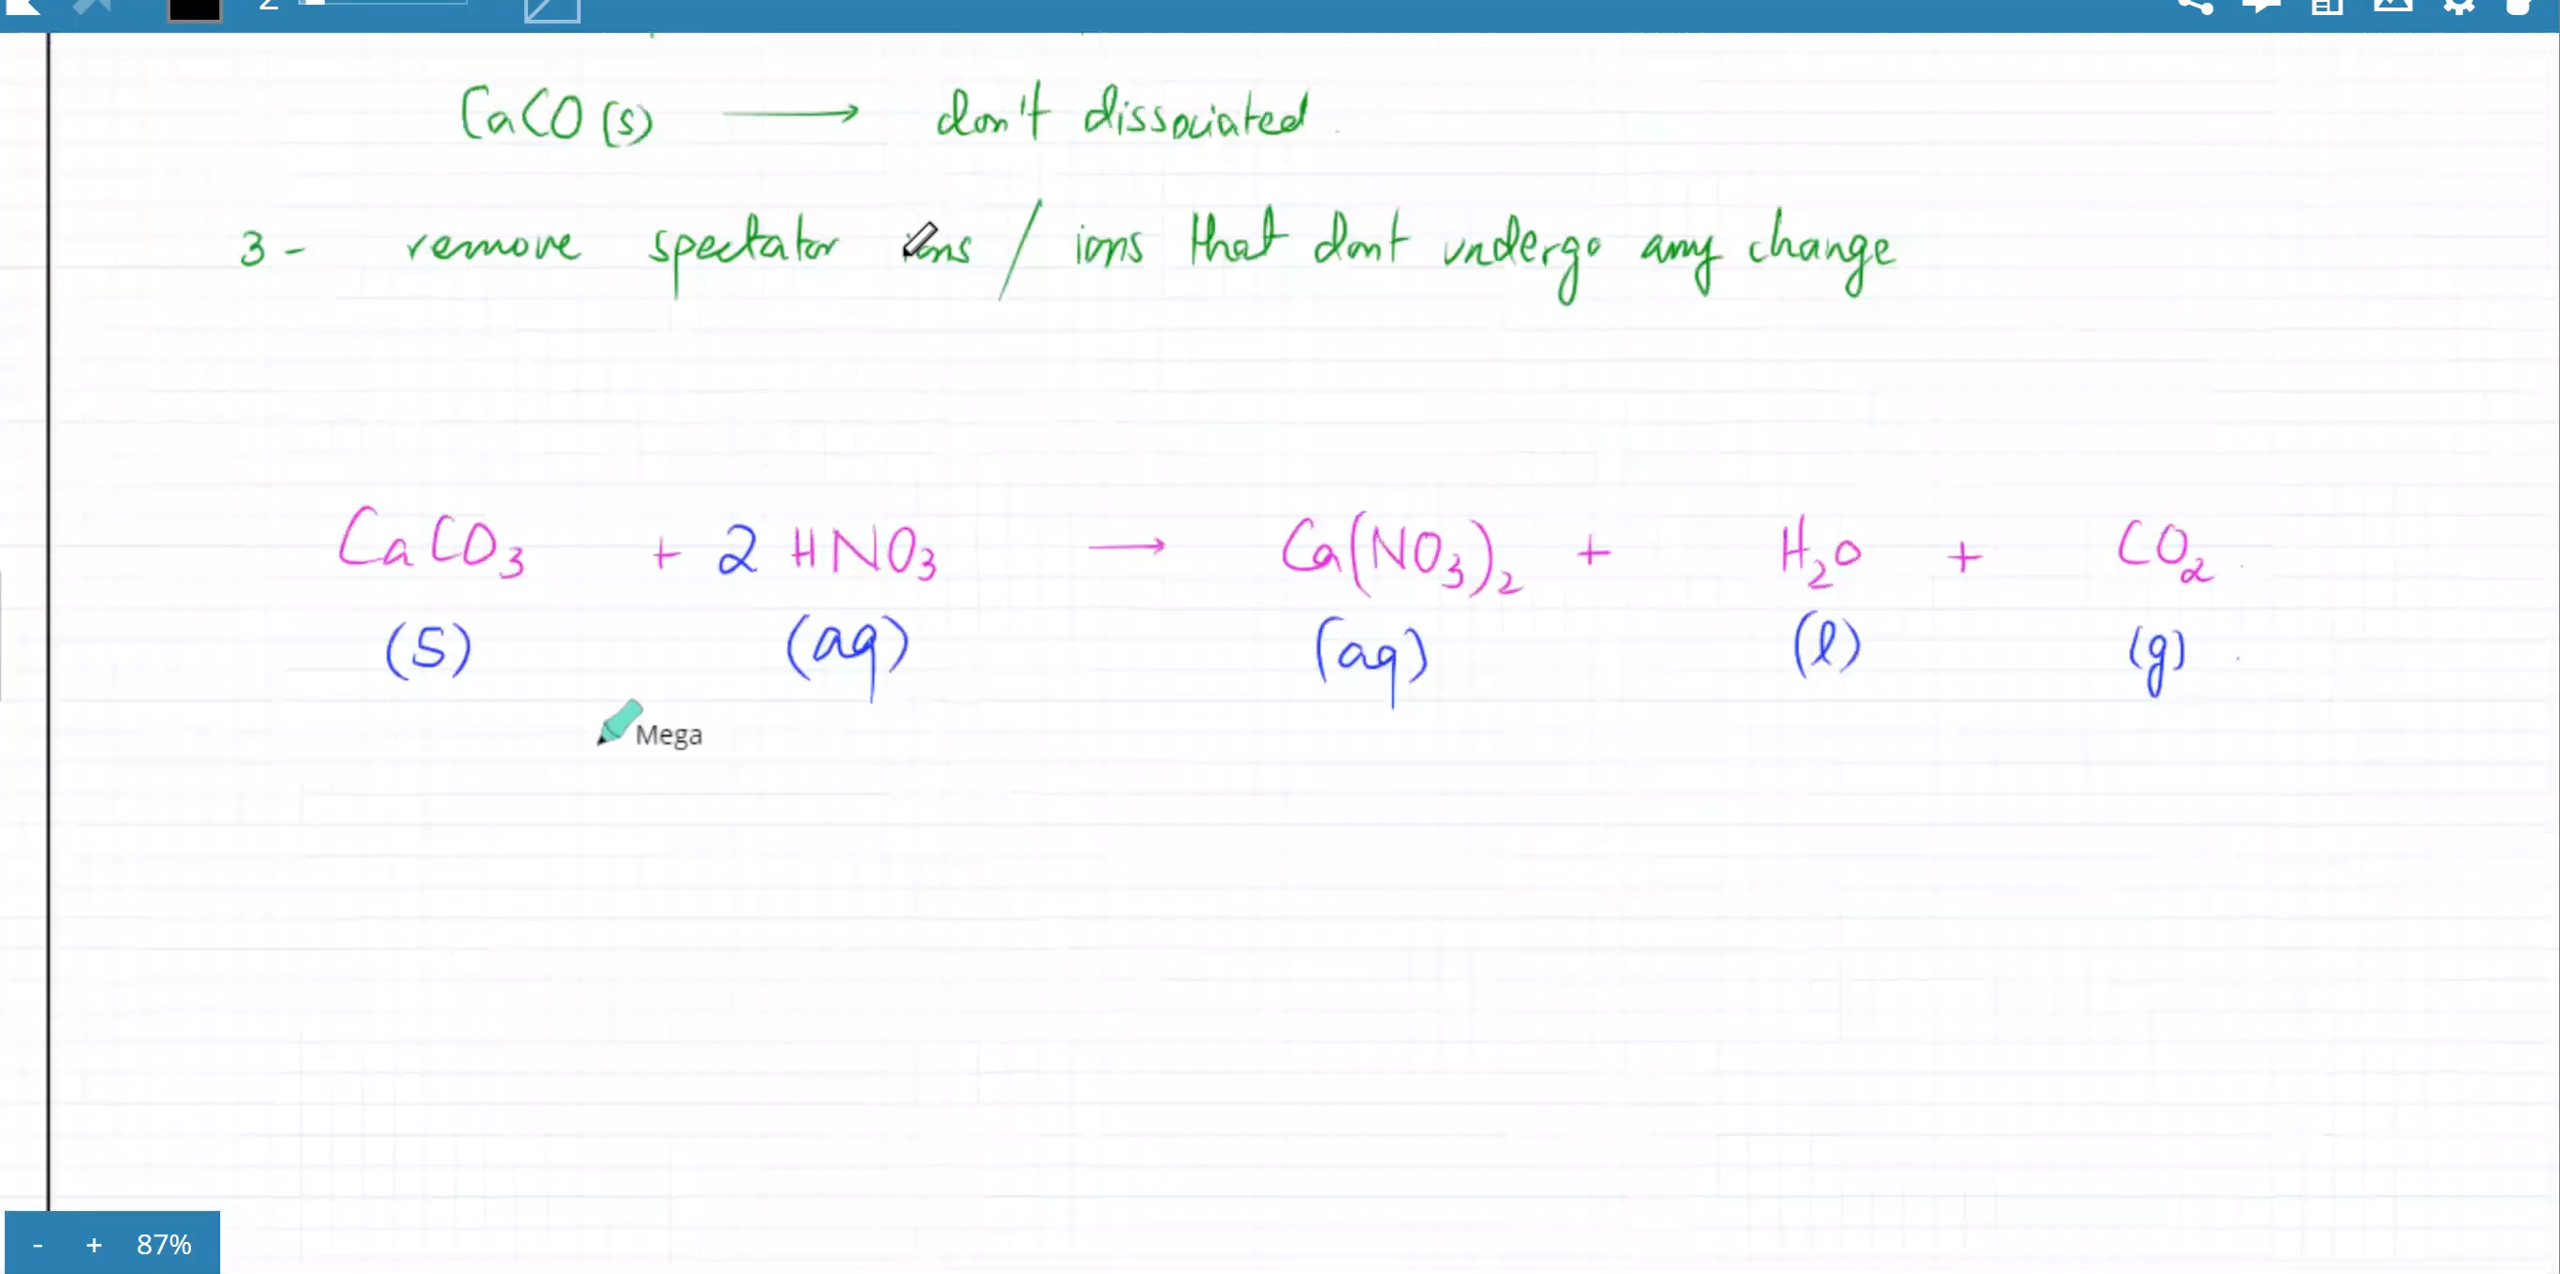 2
CaCO(s) ⟶ don't dissociated.
3- remove spectator ions / ions that dont undergo any change
CaCO₃ + 2 HNO₃ ⟶ Ca(NO₃)₂ + H₂O + CO₂
(s) (aq) (aq) (l) (g)
Mega
- + 87%